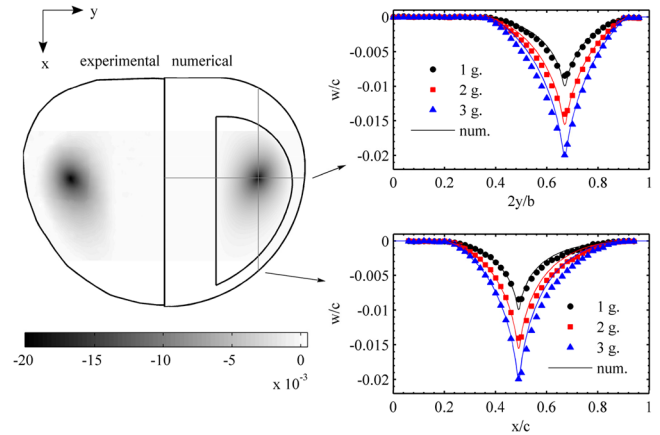 y
x
experimental numerical
-20 -15 -10 -5 0
x 10⁻³
0
-0.005
-0.01
-0.015
-0.02
w/c
1 g.
2 g.
3 g.
num.
0 0.2 0.4 0.6 0.8 1
2y/b
0
-0.005
-0.01
-0.015
-0.02
w/c
1 g.
2 g.
3 g.
num.
0 0.2 0.4 0.6 0.8 1
x/c